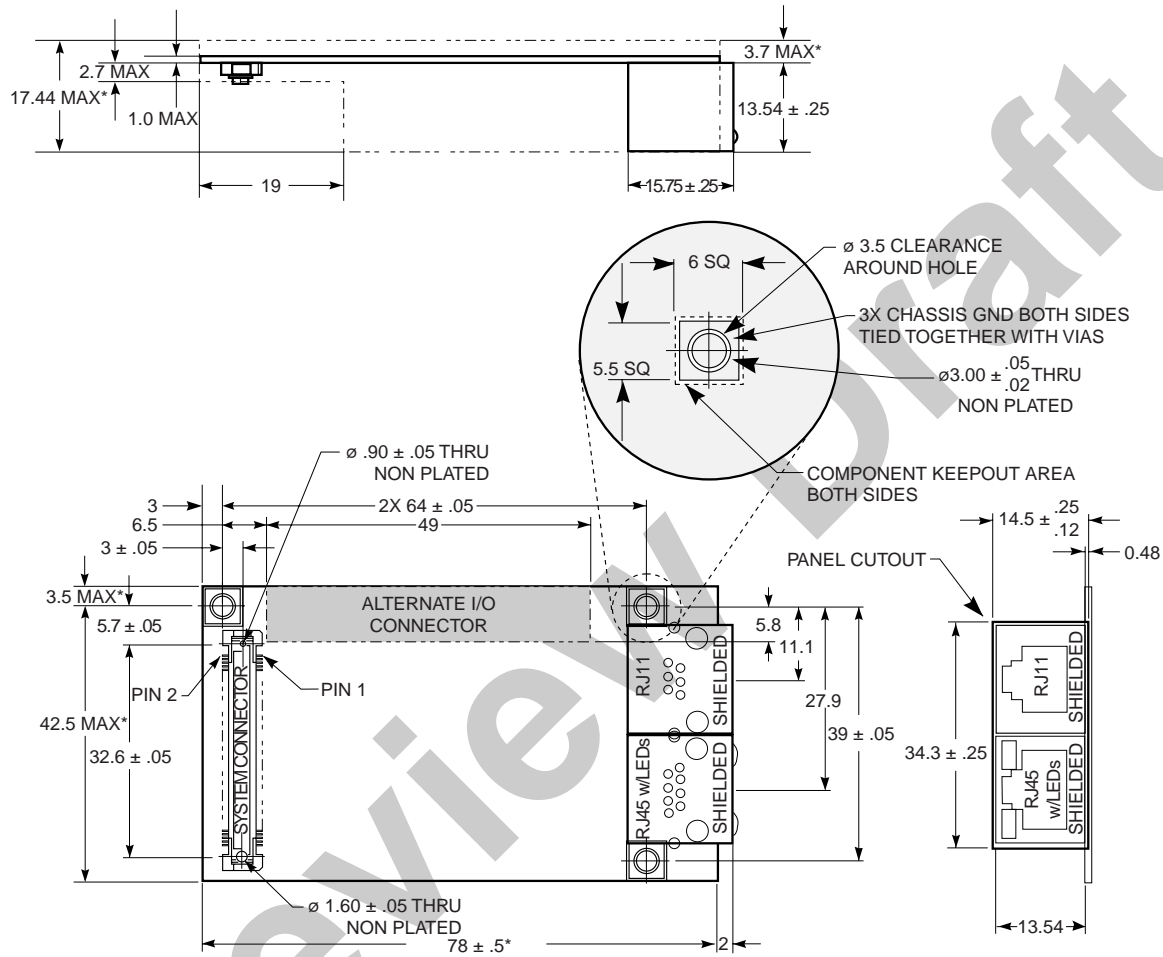 3.7 MAX*
2.7 MAX
17.44 MAX*
1.0 MAX
13.54 ± .25
19
15.75 ± .25
6 SQ
5.5 SQ
ø 3.5 CLEARANCE
AROUND HOLE
3X CHASSIS GND BOTH SIDES
TIED TOGETHER WITH VIAS
ø3.00 ± .05 THRU
.02
NON PLATED
COMPONENT KEEPOUT AREA
BOTH SIDES
ø .90 ± .05 THRU
NON PLATED
3
2X 64 ± .05
6.5
49
3 ± .05
3.5 MAX*
5.7 ± .05
ALTERNATE I/O
CONNECTOR
5.8
11.1
27.9
39 ± .05
PIN 2
PIN 1
42.5 MAX*
32.6 ± .05
SYSTEM CONNECTOR
RJ11
SHIELDED
RJ45 w/LEDs
SHIELDED
ø 1.60 ± .05 THRU
NON PLATED
78 ± .5*
2
14.5 ± .25
.12
0.48
PANEL CUTOUT
RJ11
SHIELDED
34.3 ± .25
RJ45
w/LEDs
SHIELDED
13.54
review Draft